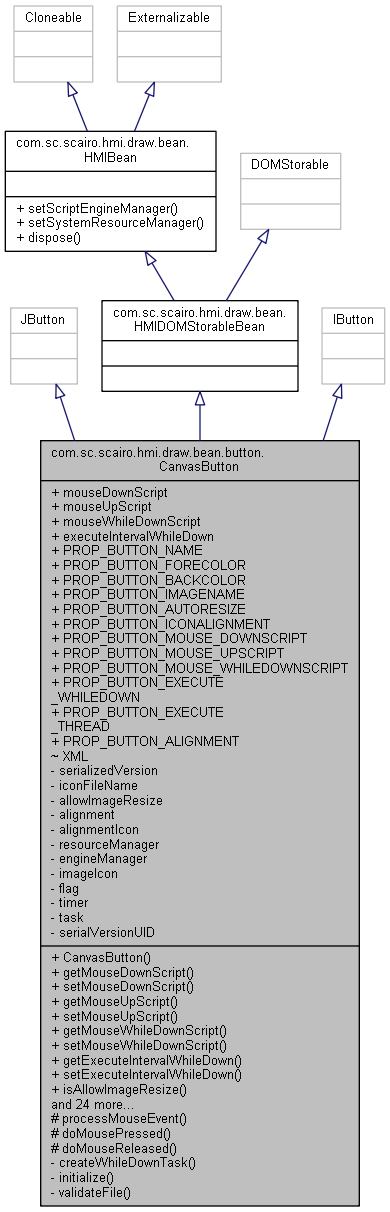 Cloneable
Externalizable
com.sc.scairo.hmi.draw.bean.
HMIBean
+ setScriptEngineManager()
+ setSystemResourceManager()
+ dispose()
DOMStorable
com.sc.scairo.hmi.draw.bean.
HMIDOMStorableBean
JButton
IButton
com.sc.scairo.hmi.draw.bean.button.
CanvasButton
+ mouseDownScript
+ mouseUpScript
+ mouseWhileDownScript
+ executeIntervalWhileDown
+ PROP_BUTTON_NAME
+ PROP_BUTTON_FORECOLOR
+ PROP_BUTTON_BACKCOLOR
+ PROP_BUTTON_IMAGENAME
+ PROP_BUTTON_AUTORESIZE
+ PROP_BUTTON_ICONALIGNMENT
+ PROP_BUTTON_MOUSE_DOWNSCRIPT
+ PROP_BUTTON_MOUSE_UPSCRIPT
+ PROP_BUTTON_MOUSE_WHILEDOWNSCRIPT
+ PROP_BUTTON_EXECUTE
_WHILEDOWN
+ PROP_BUTTON_EXECUTE
_THREAD
+ PROP_BUTTON_ALIGNMENT
~ XML
- serializedVersion
- iconFileName
- allowImageResize
- alignment
- alignmentIcon
- resourceManager
- engineManager
- imageIcon
- flag
- timer
- task
- serialVersionUID
+ CanvasButton()
+ getMouseDownScript()
+ setMouseDownScript()
+ getMouseUpScript()
+ setMouseUpScript()
+ getMouseWhileDownScript()
+ setMouseWhileDownScript()
+ getExecuteIntervalWhileDown()
+ setExecuteIntervalWhileDown()
+ isAllowImageResize()
and 24 more...
# processMouseEvent()
# doMousePressed()
# doMouseReleased()
- createWhileDownTask()
- initialize()
- validateFile()